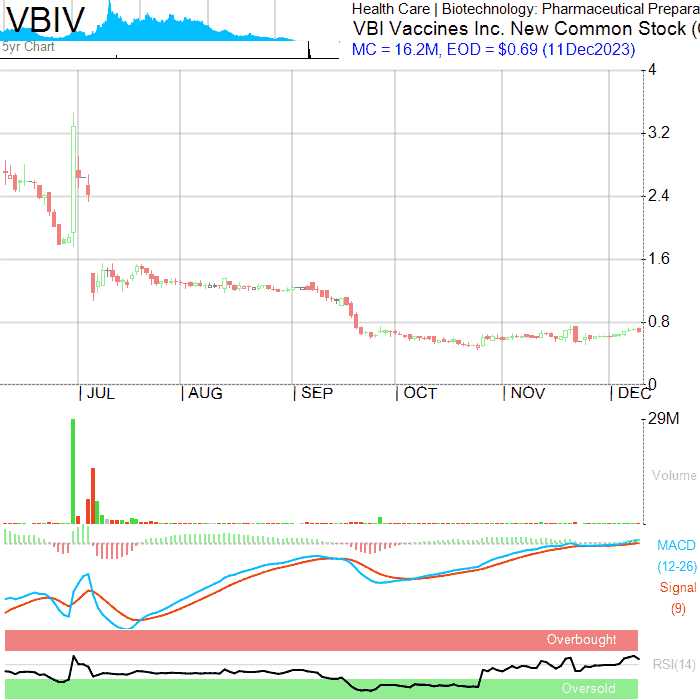 VBIV
5yr Chart
Health Care | Biotechnology: Pharmaceutical Prepara
VBI Vaccines Inc. New Common Stock (
MC = 16.2M, EOD = $0.69 (11Dec2023)
4
3.2
2.4
1.6
0.8
0
JUL AUG SEP OCT NOV DEC
29M
Volume
MACD
(12-26)
Signal
(9)
Overbought
RSI(14)
Oversold